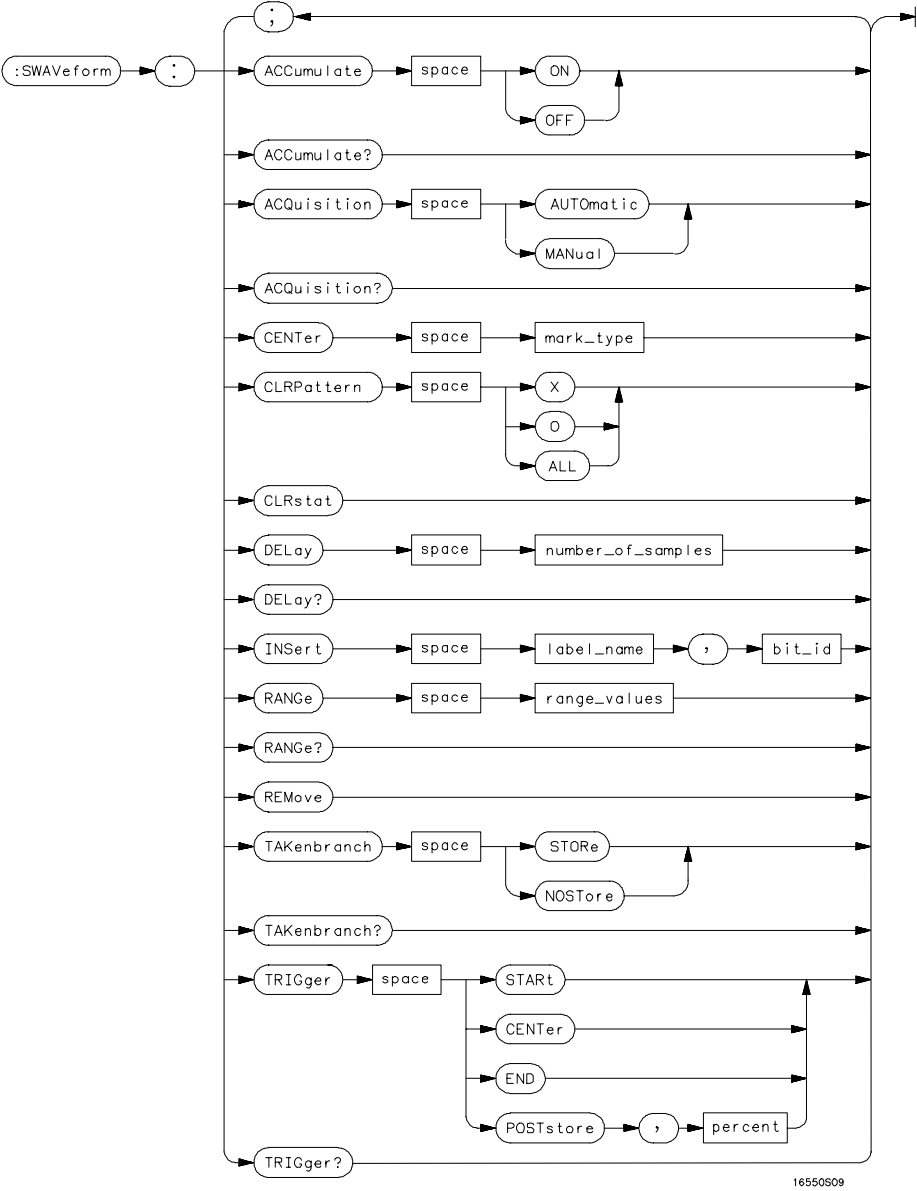 ;
:SWAVeform : ACCumulate space ON
OFF
ACCumulate?
ACQuisition space AUTOmatic
MANual
ACQuisition?
CENTer space mark_type
CLRPattern space X
O
ALL
CLRstat
DELay space number_of_samples
DELay?
INSert space label_name , bit_id
RANGe space range_values
RANGe?
REMove
TAKenbranch space STORe
NOSTore
TAKenbranch?
TRIGger space STARt
CENTer
END
POSTstore , percent
TRIGger?
16550S09